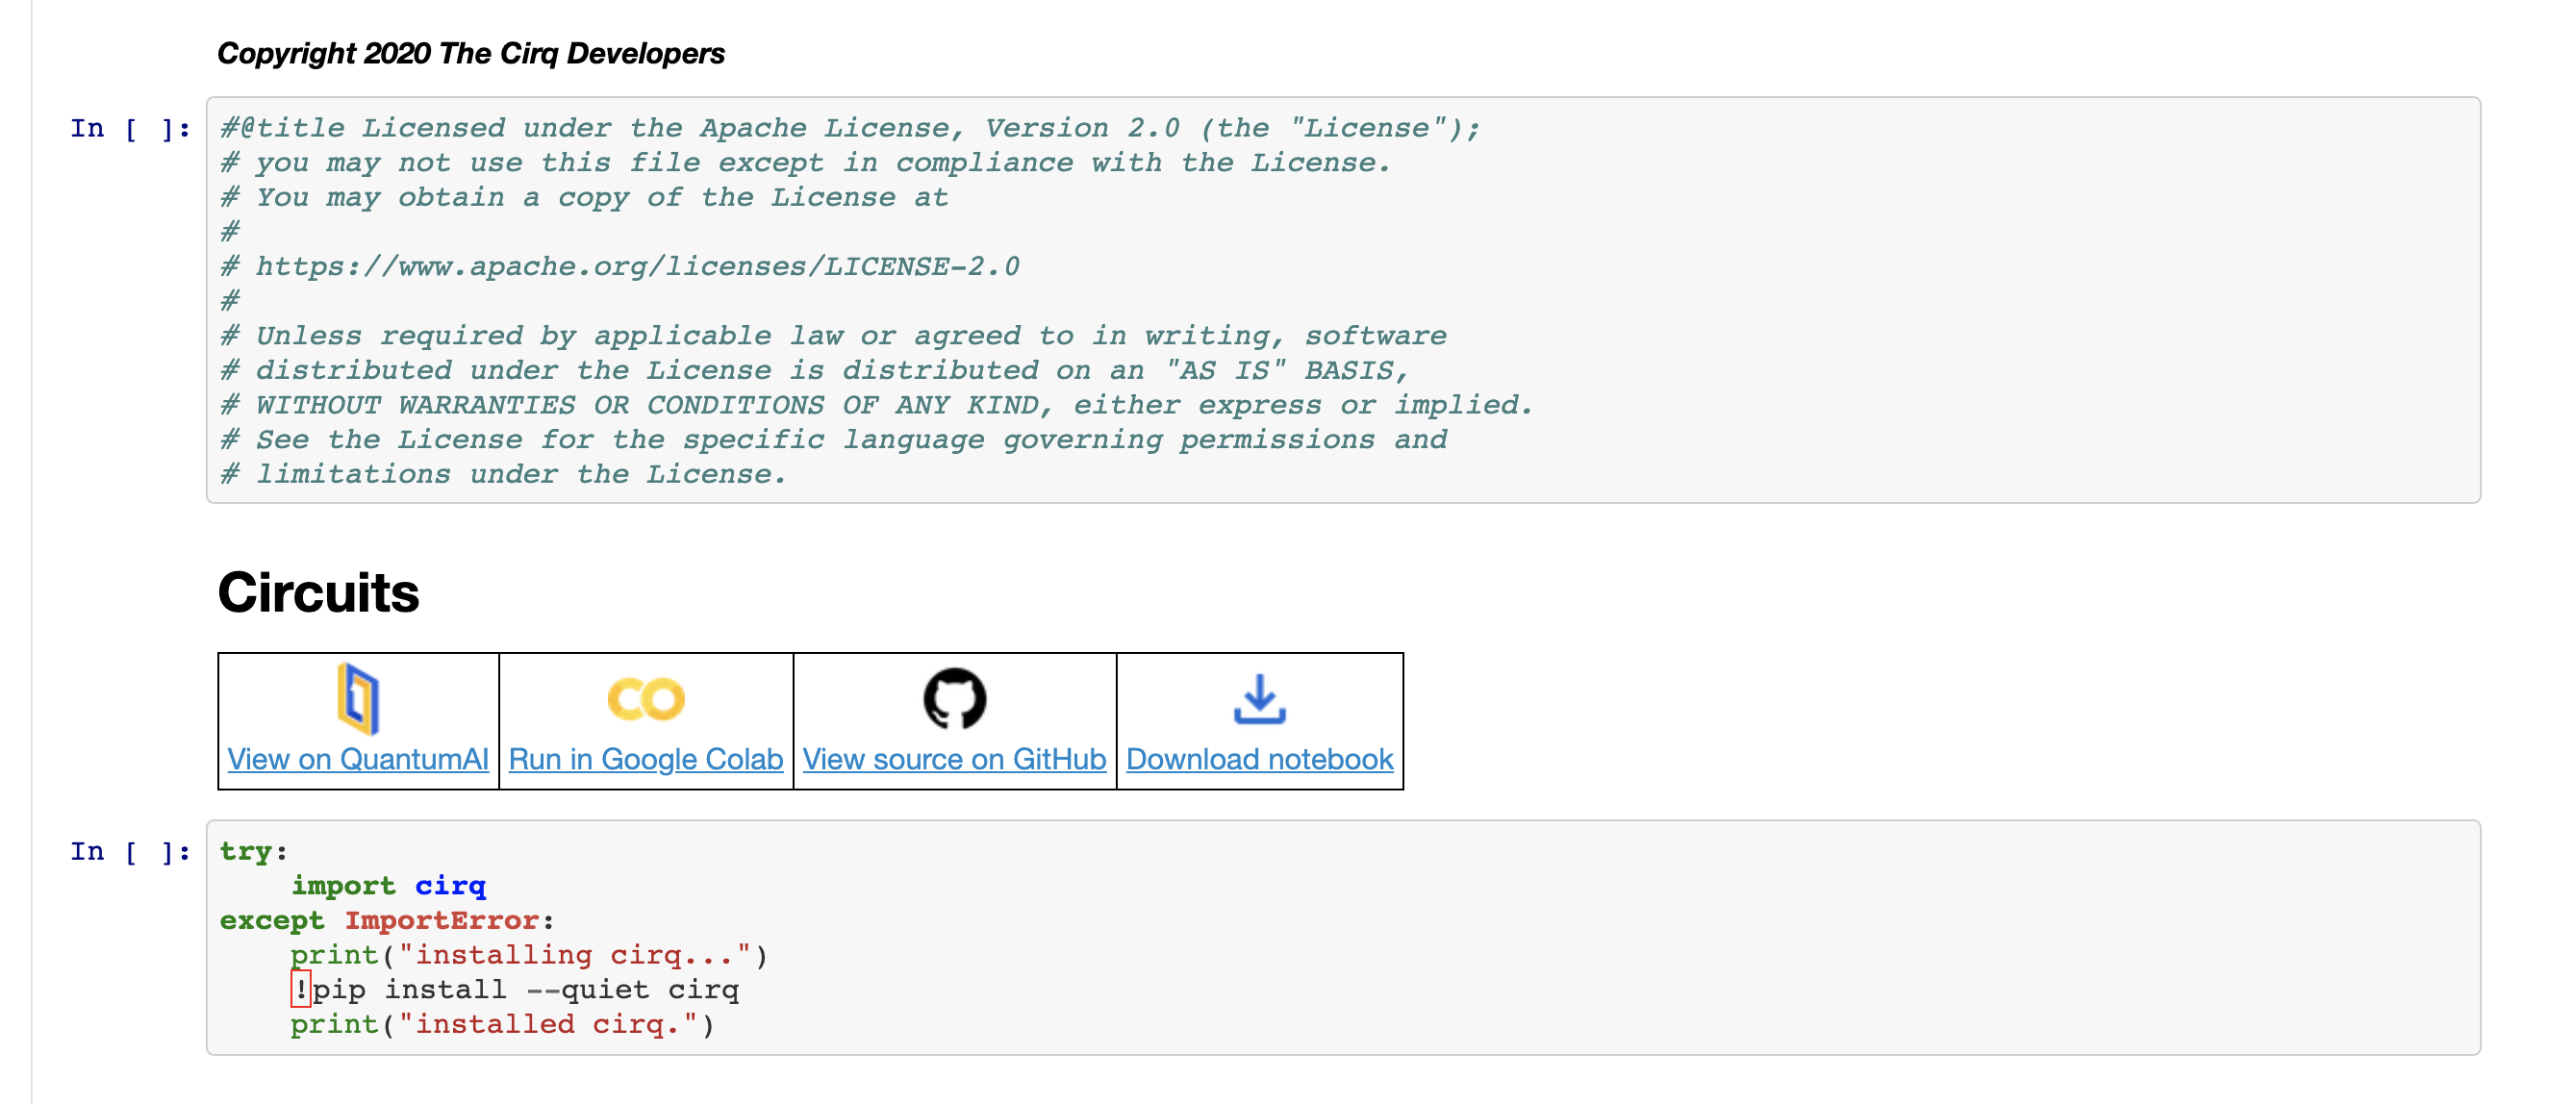 Copyright 2020 The Cirq Developers
In [ ]: #@title Licensed under the Apache License, Version 2.0 (the "License");
# you may not use this file except in compliance with the License.
# You may obtain a copy of the License at
#
# https://www.apache.org/licenses/LICENSE-2.0
#
# Unless required by applicable law or agreed to in writing, software
# distributed under the License is distributed on an "AS IS" BASIS,
# WITHOUT WARRANTIES OR CONDITIONS OF ANY KIND, either express or implied.
# See the License for the specific language governing permissions and
# limitations under the License.
Circuits
View on QuantumAI Run in Google Colab View source on GitHub Download notebook
In [ ]: try:
    import cirq
except ImportError:
    print("installing cirq...")
    !pip install --quiet cirq
    print("installed cirq.")